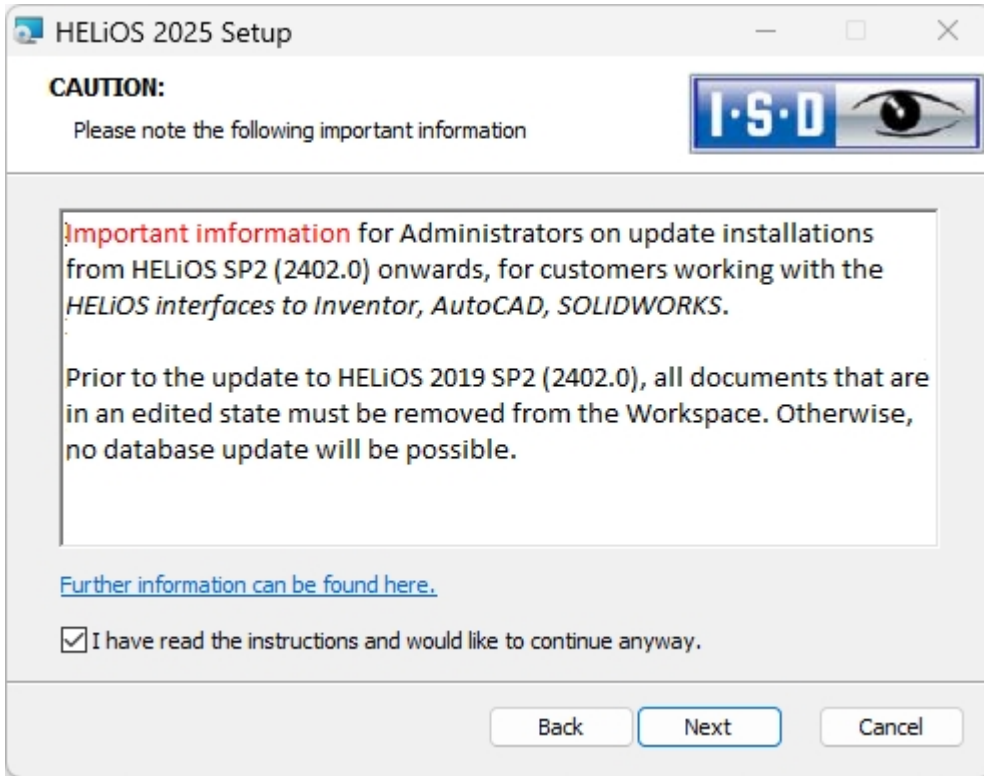 HELiOS 2025 Setup
CAUTION:
Please note the following important information
I·S·D
Important imformation for Administrators on update installations
from HELiOS SP2 (2402.0) onwards, for customers working with the
HELiOS interfaces to Inventor, AutoCAD, SOLIDWORKS.
Prior to the update to HELiOS 2019 SP2 (2402.0), all documents that are
in an edited state must be removed from the Workspace. Otherwise,
no database update will be possible.
Further information can be found here.
I have read the instructions and would like to continue anyway.
Back Next Cancel